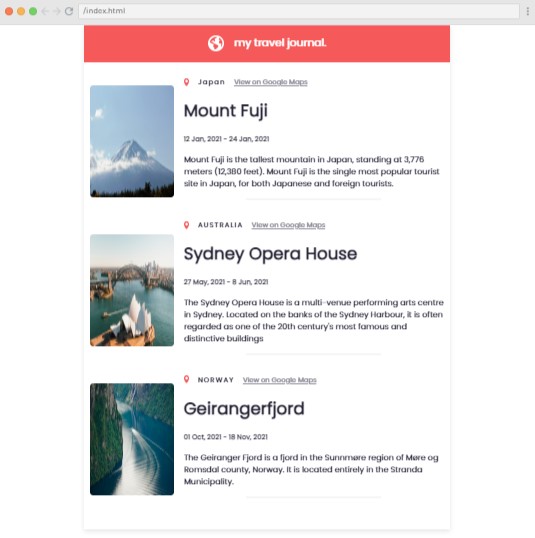 /index.html
my travel journal.
Japan View on Google Maps
Mount Fuji
12 Jan, 2021 - 24 Jan, 2021
Mount Fuji is the tallest mountain in Japan, standing at 3,776
meters (12,380 feet). Mount Fuji is the single most popular tourist
site in Japan, for both Japanese and foreign tourists.
AUSTRALIA View on Google Maps
Sydney Opera House
27 May, 2021 - 8 Jun, 2021
The Sydney Opera House is a multi-venue performing arts centre
in Sydney. Located on the banks of the Sydney Harbour, it is often
regarded as one of the 20th century's most famous and
distinctive buildings
NORWAY View on Google Maps
Geirangerfjord
01 Oct, 2021 - 18 Nov, 2021
The Geiranger Fjord is a fjord in the Sunnmøre region of Møre og
Romsdal county, Norway. It is located entirely in the Stranda
Municipality.